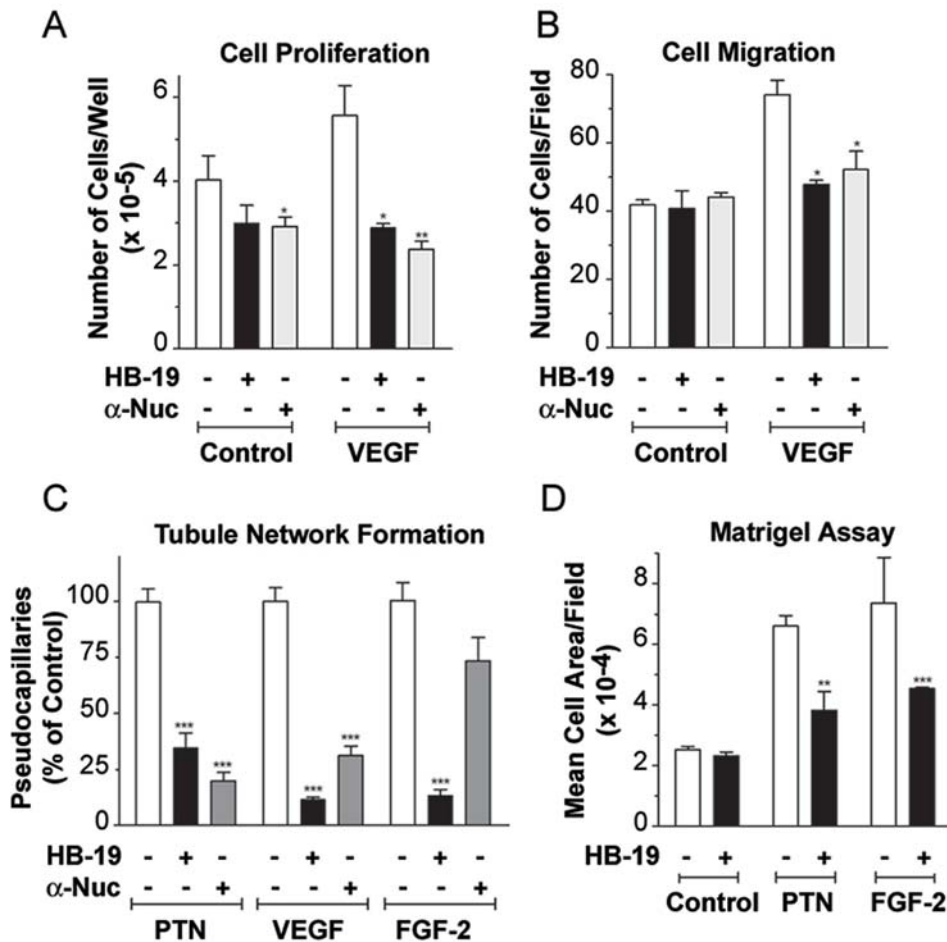 A
Cell Proliferation
Number of Cells/Well
(x 10-5)
6
4
2
0
*
*
**
HB-19 - + - - + -
α-Nuc - - + - - +
Control VEGF
B
Cell Migration
Number of Cells/Field
80
60
40
20
0
*
*
HB-19 - + - - + -
α-Nuc - - + - - +
Control VEGF
C
Tubule Network Formation
Pseudocapillaries
(% of Control)
100
75
50
25
0
***
***
***
***
***
HB-19 - + - - + - - + -
α-Nuc - - + - - + - - +
PTN VEGF FGF-2
D
Matrigel Assay
Mean Cell Area/Field
(x 10-4)
8
6
4
2
0
**
***
HB-19 - + - + - +
Control PTN FGF-2